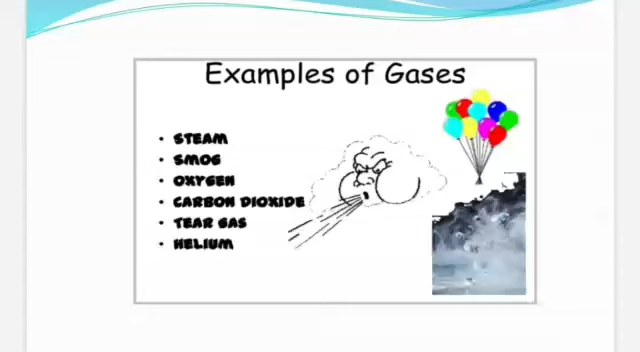 Examples of Gases
• STEAM
• SMOG
• OXYGEN
• CARBON DIOXIDE
• TEAR GAS
• HELIUM